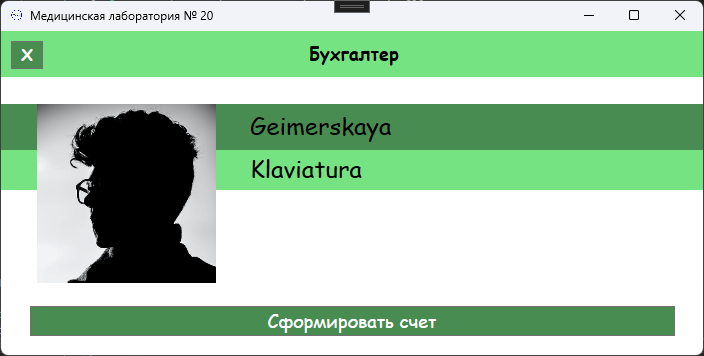 Медицинская лаборатория № 20
X
Бухгалтер
Geimerskaya
Klaviatura
Сформировать счет